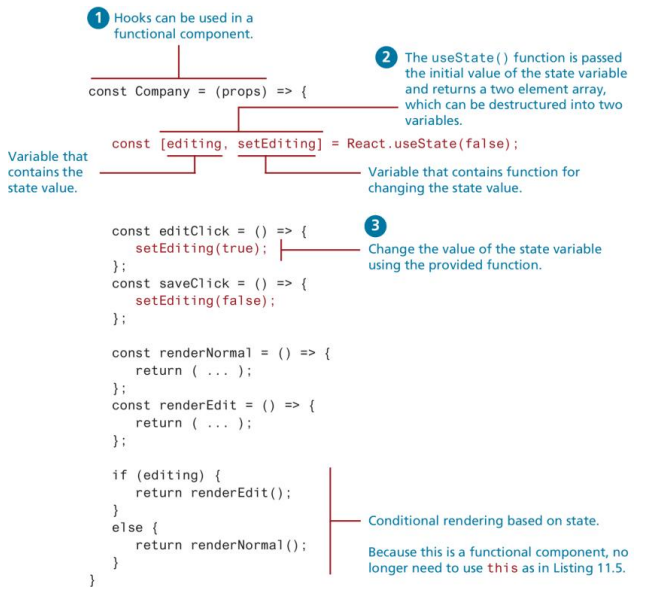 1 Hooks can be used in a
functional component.
2 The useState() function is passed
the initial value of the state variable
and returns a two element array,
which can be destructured into two
variables.
const Company = (props) => {
const [editing, setEditing] = React.useState(false);
Variable that
contains the
state value.
Variable that contains function for
changing the state value.
const editClick = () => {
setEditing(true);
};
3
Change the value of the state variable
using the provided function.
const saveClick = () => {
setEditing(false);
};
const renderNormal = () => {
return ( ... );
};
const renderEdit = () => {
return ( ... );
};
if (editing) {
return renderEdit();
}
else {
return renderNormal();
}
}
Conditional rendering based on state.
Because this is a functional component, no
longer need to use this as in Listing 11.5.